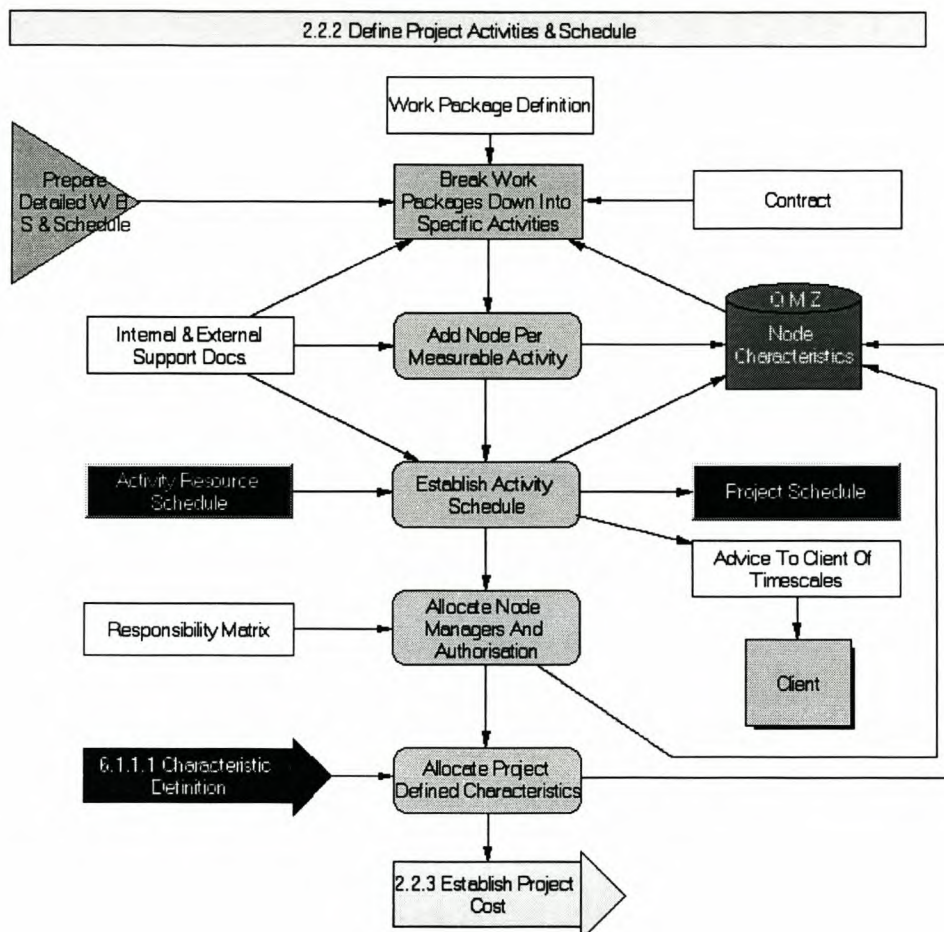 2.2.2 Define Project Activities & Schedule
Work Package Definition
Prepare
Detailed W B
S & Schedule
Break Work
Packages Down Into
Specific Activities
Contract
Internal & External
Support Docs.
Add Node Per
Measurable Activity
O M Z
Node
Characteristics
Activity Resource
Schedule
Establish Activity
Schedule
Project Schedule
Advice To Client Of
Timescales
Responsibility Matrix
Allocate Node
Managers And
Authorisation
Client
6.1.1.1 Characteristic
Definition
Allocate Project
Defined Characteristics
2.2.3 Establish Project
Cost